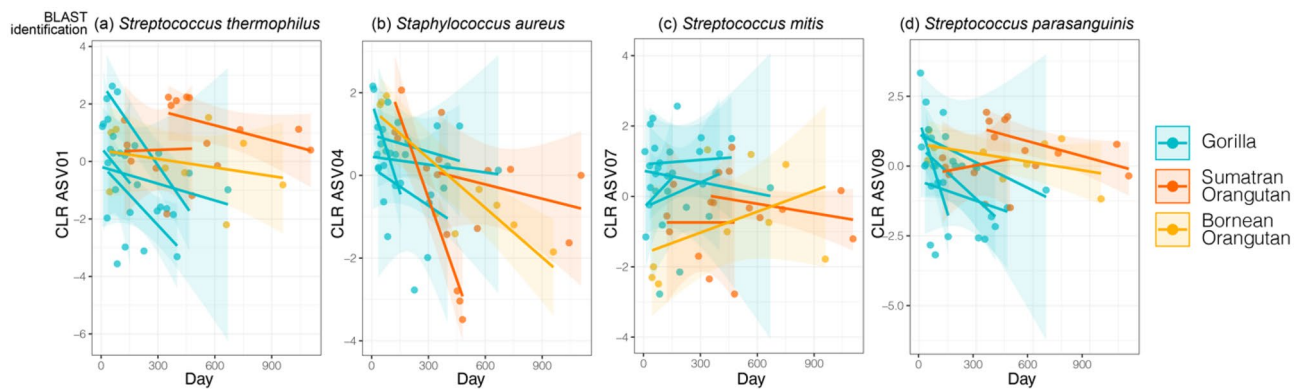 BLAST
identification
(a) Streptococcus thermophilus
(b) Staphylococcus aureus
(c) Streptococcus mitis
(d) Streptococcus parasanguinis
CLR ASV01
4
2
0
−2
−4
−6
0 300 600 900
Day
CLR ASV04
2
0
−2
−4
0 300 600 900
Day
CLR ASV07
4
2
0
−2
−4
0 300 600 900
Day
CLR ASV09
2.5
0.0
−2.5
−5.0
0 300 600 900
Day
Gorilla
Sumatran
Orangutan
Bornean
Orangutan